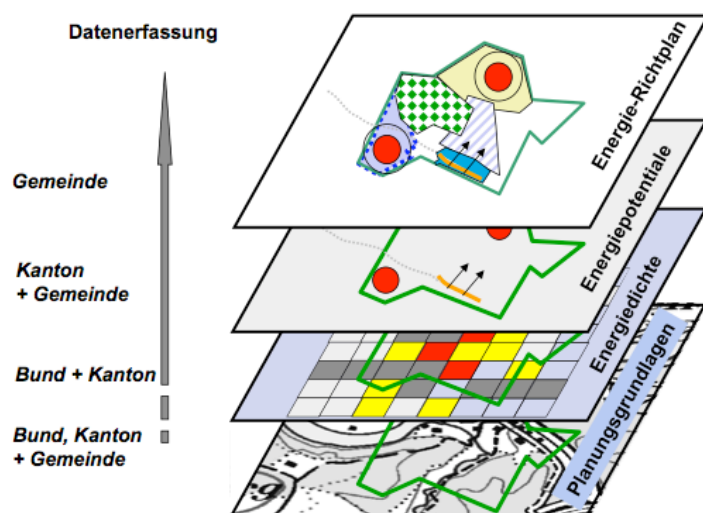 Datenerfassung
Energie-Richtplan
Gemeinde
Energiepotentiale
Kanton
+ Gemeinde
Energiedichte
Bund + Kanton
Planungsgrundlagen
Bund, Kanton
+ Gemeinde